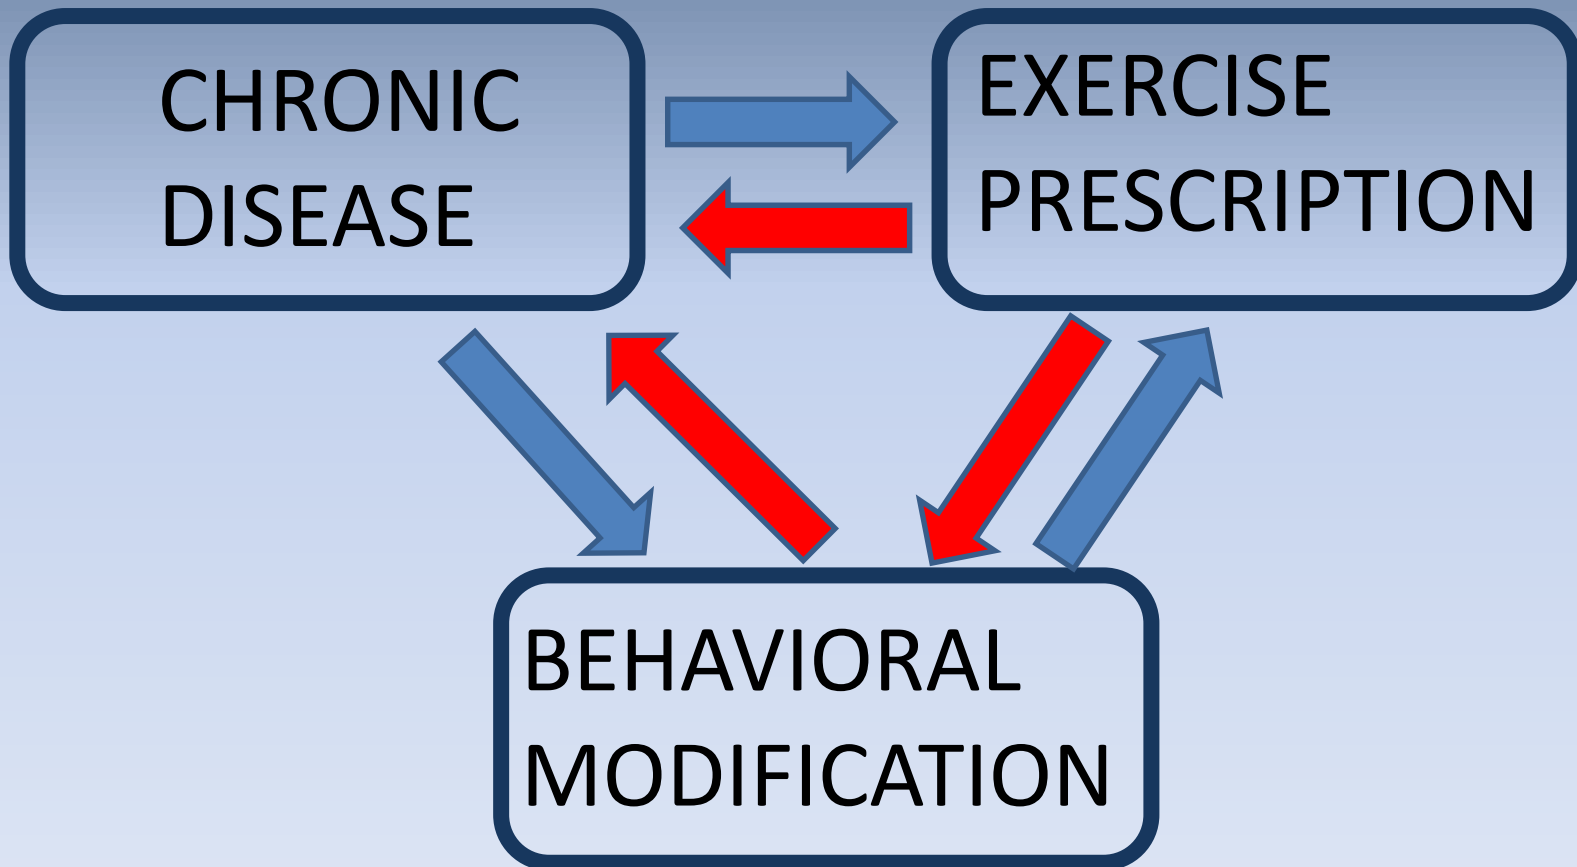 CHRONIC
DISEASE
EXERCISE
PRESCRIPTION
BEHAVIORAL
MODIFICATION